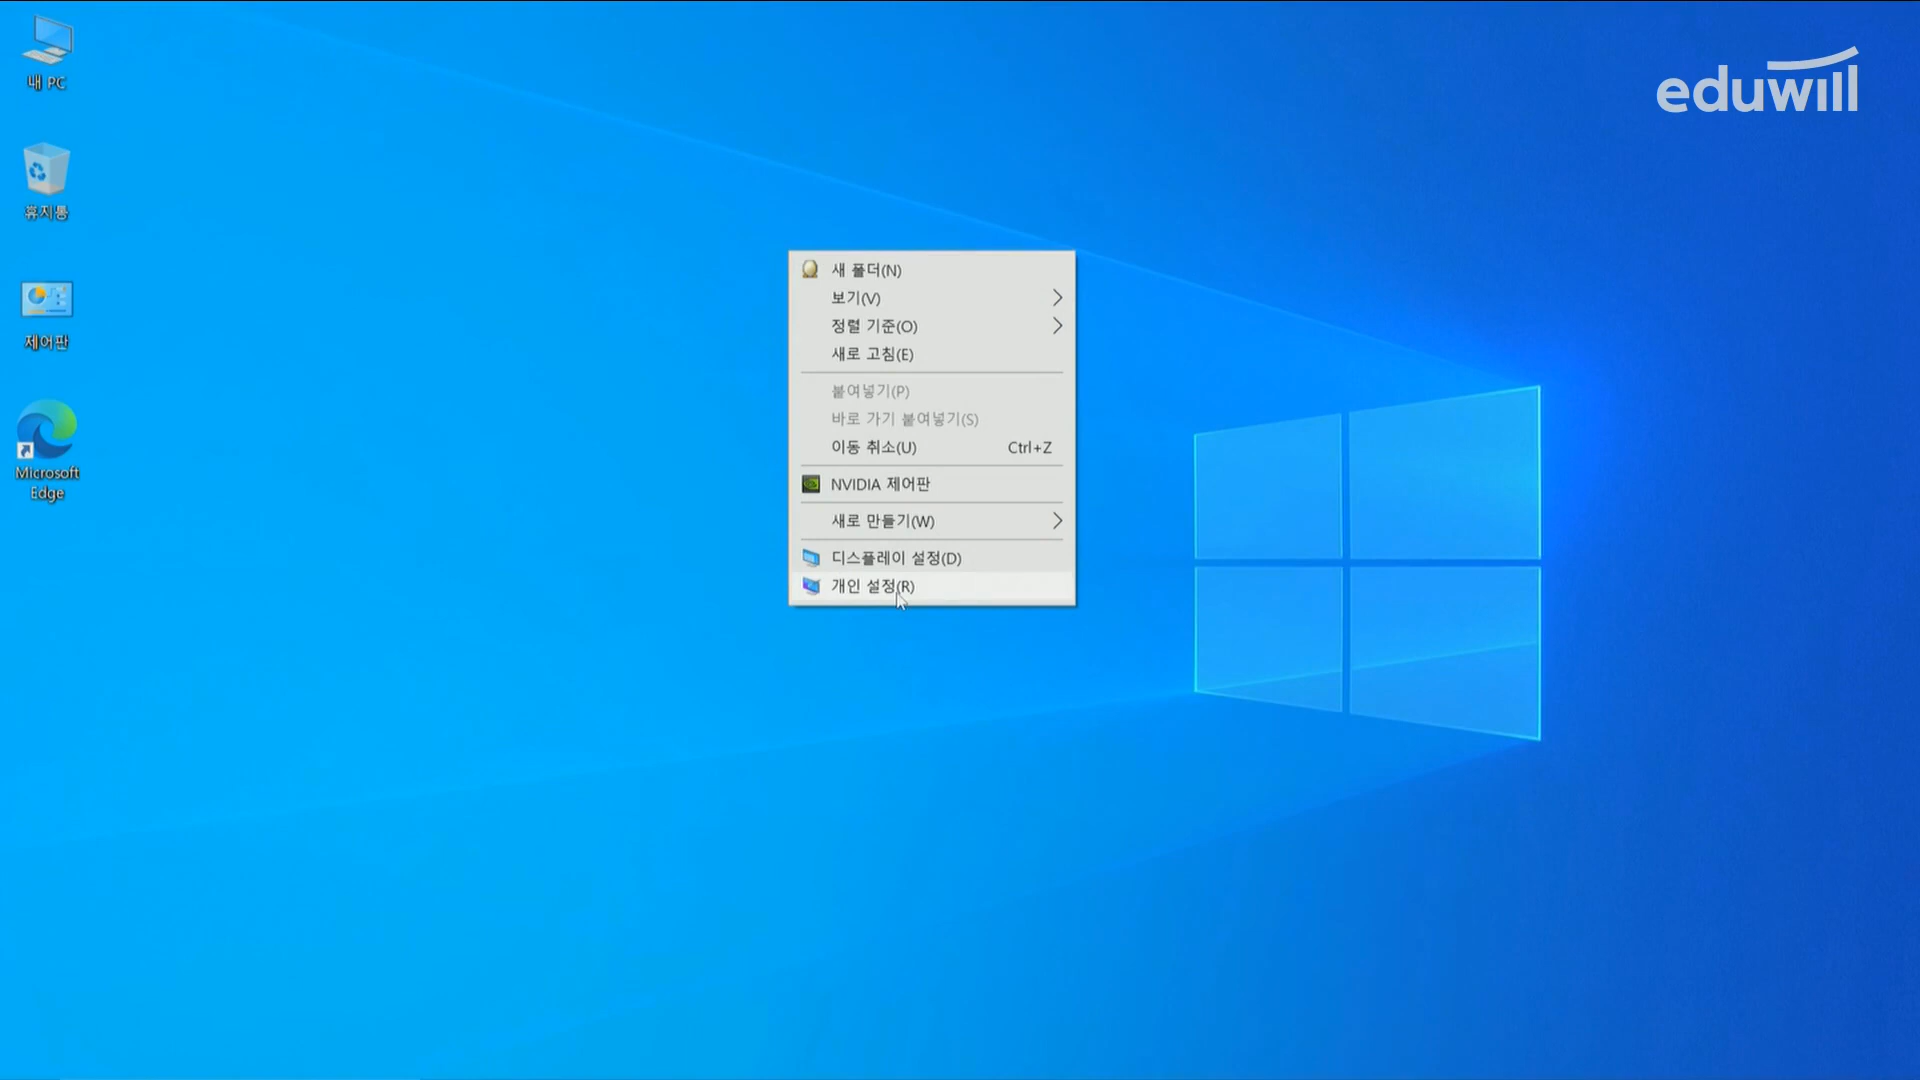 내 PC
휴지통
제어판
Microsoft
Edge
eduwill
새 폴더(N)
보기(V)
정렬 기준(O)
새로 고침(E)
붙여넣기(P)
바로 가기 붙여넣기(S)
이동 취소(U) Ctrl+Z
NVIDIA 제어판
새로 만들기(W)
디스플레이 설정(D)
개인 설정(R)